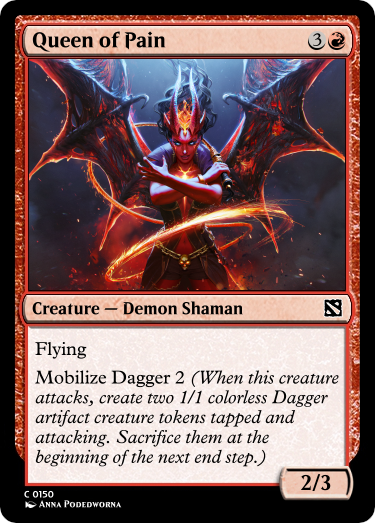 Queen of Pain 3
Creature — Demon Shaman
Flying
Mobilize Dagger 2 (When this creature
attacks, create two 1/1 colorless Dagger
artifact creature tokens tapped and
attacking. Sacrifice them at the
beginning of the next end step.)
2/3
C 0150
Anna Podedworna